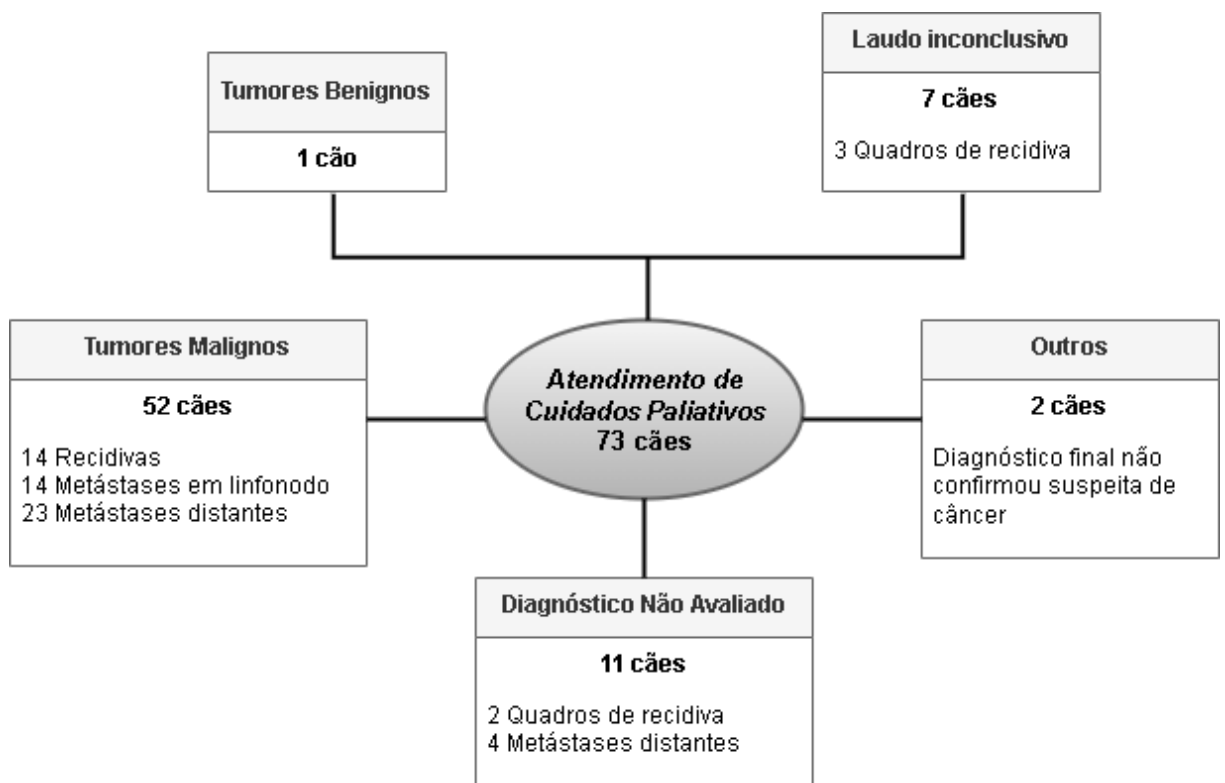 Tumores Benignos
1 cão
Laudo inconclusivo
7 cães
3 Quadros de recidiva
Tumores Malignos
52 cães
14 Recidivas
14 Metástases em linfonodo
23 Metástases distantes
Atendimento de
Cuidados Paliativos
73 cães
Outros
2 cães
Diagnóstico final não
confirmou suspeita de
câncer
Diagnóstico Não Avaliado
11 cães
2 Quadros de recidiva
4 Metástases distantes